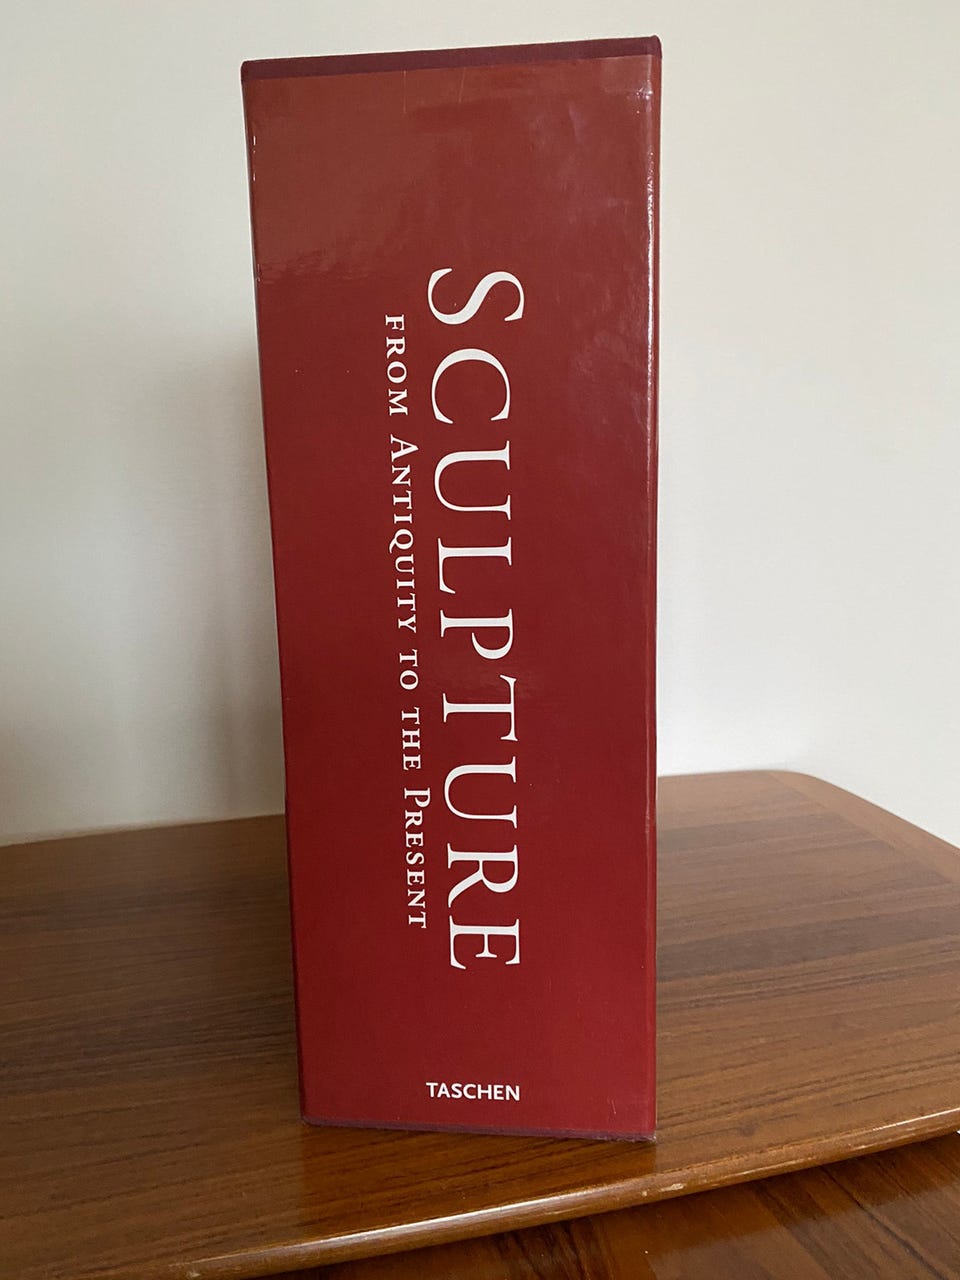 SCULPTURE
FROM ANTIQUITY TO THE PRESENT
TASCHEN